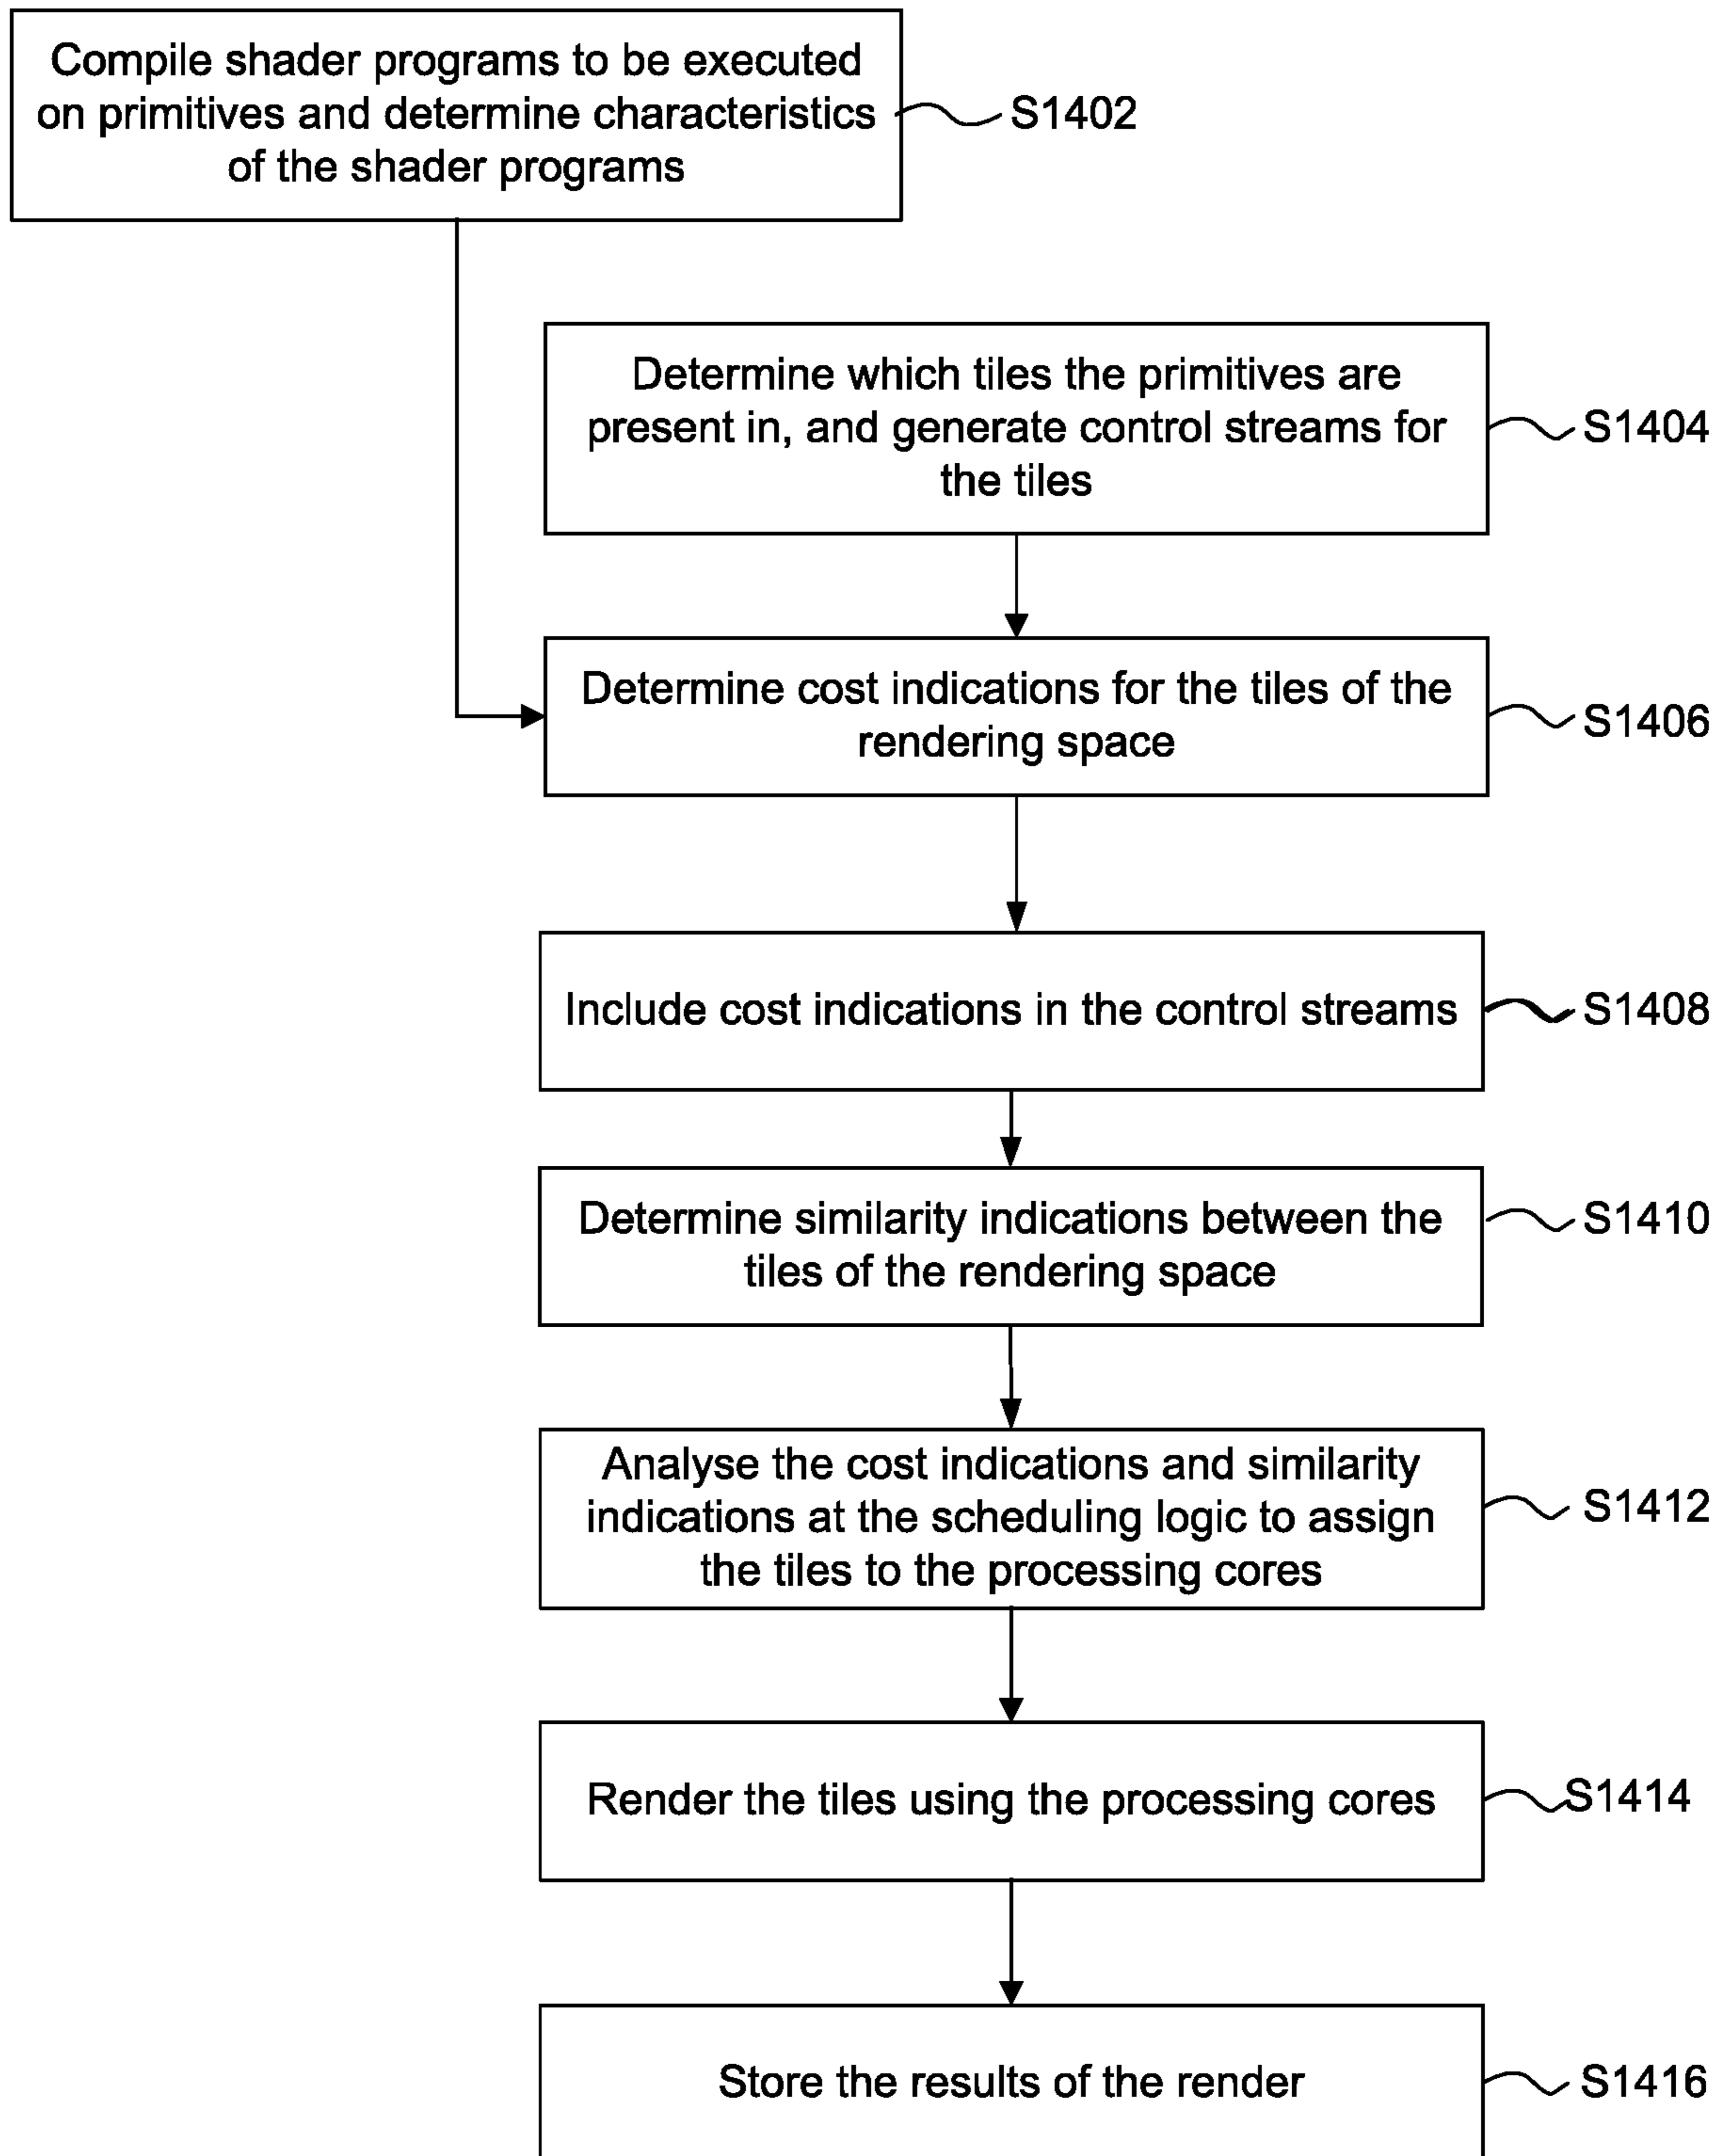 Compile shader programs to be executed
on primitives and determine characteristics
of the shader programs
S1402
Determine which tiles the primitives are
present in, and generate control streams for
the tiles
S1404
Determine cost indications for the tiles of the
rendering space
S1406
Include cost indications in the control streams
S1408
Determine similarity indications between the
tiles of the rendering space
S1410
Analyse the cost indications and similarity
indications at the scheduling logic to assign
the tiles to the processing cores
S1412
Render the tiles using the processing cores
S1414
Store the results of the render
S1416